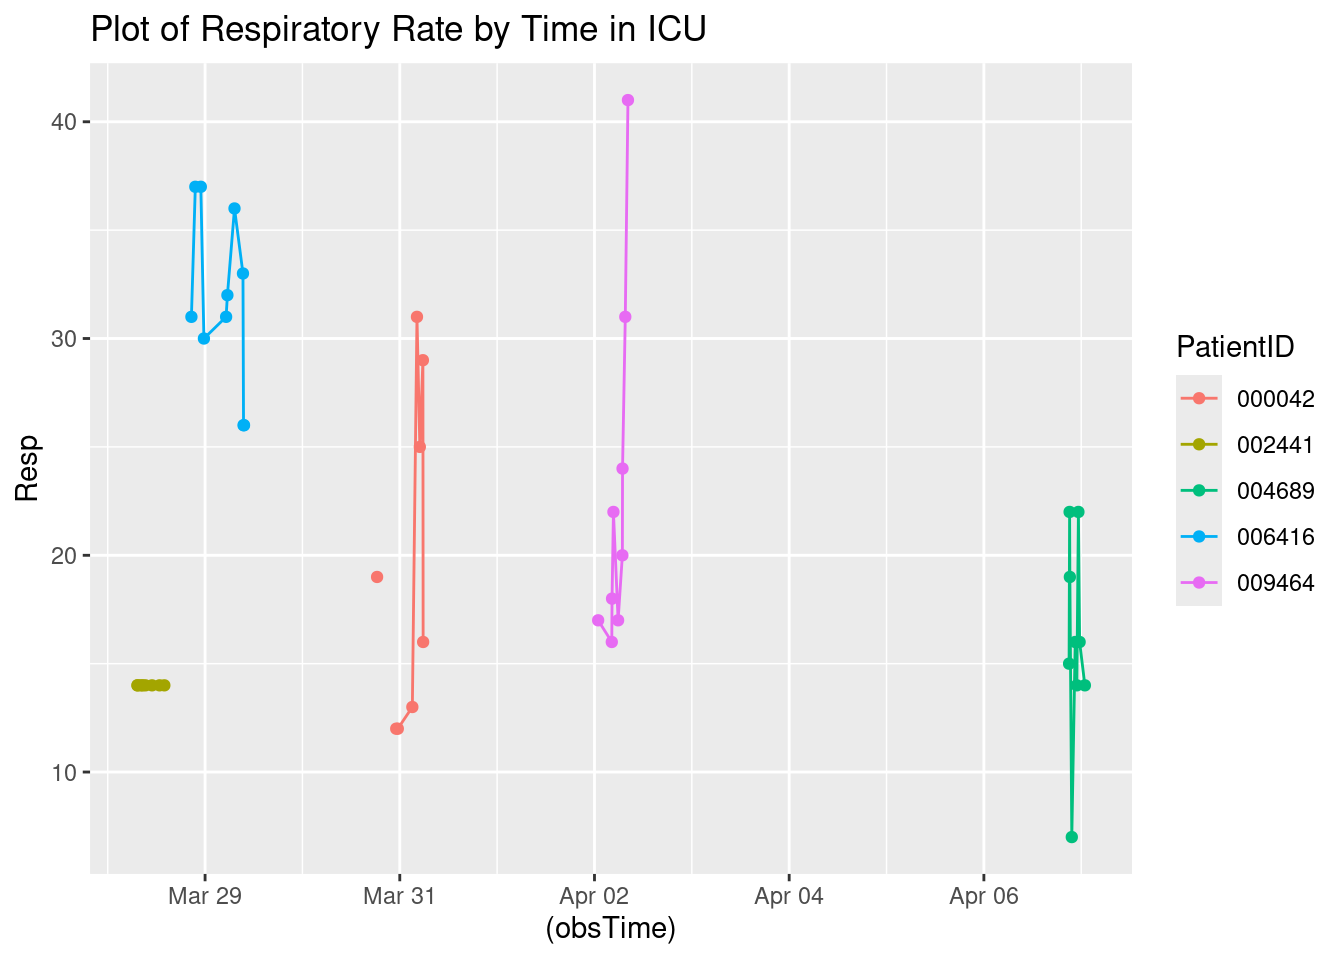 Plot of Respiratory Rate by Time in ICU
40
30
20
10
Resp
Mar 29
Mar 31
Apr 02
Apr 04
Apr 06
(obsTime)
PatientID
000042
002441
004689
006416
009464